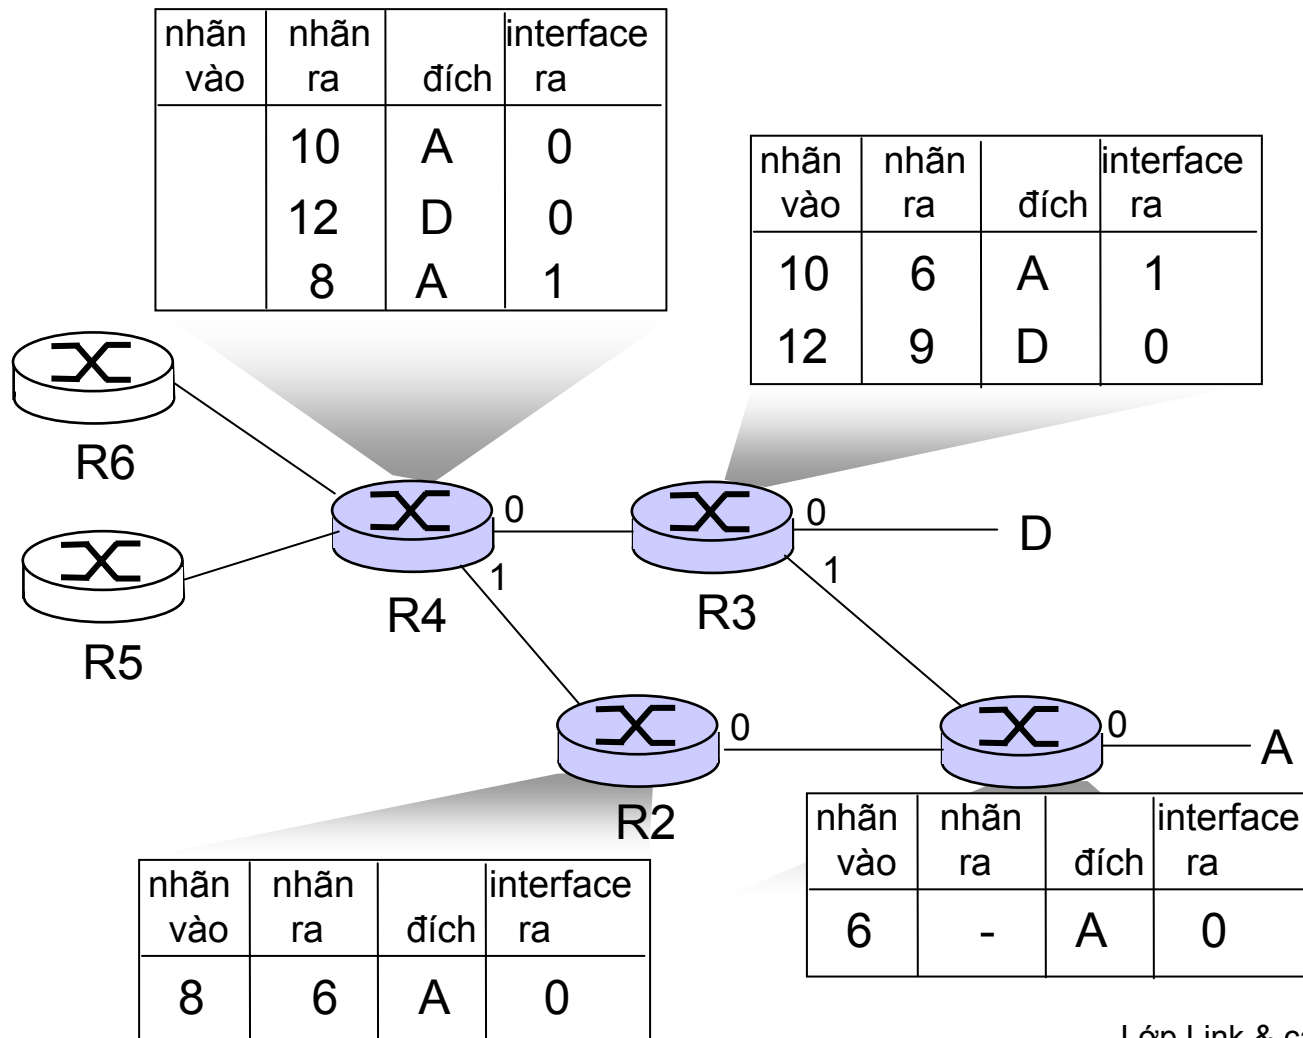 nhãn nhãn interface
vào ra đích ra
10 A 0
12 D 0
8 A 1
nhãn nhãn interface
vào ra đích ra
10 6 A 1
12 9 D 0
R6
0
0
D
R5
R4
1
R3
1
0
0
A
R2
nhãn nhãn interface
vào ra đích ra
6 - A 0
nhãn nhãn interface
vào ra đích ra
8 6 A 0
Lớp Link &